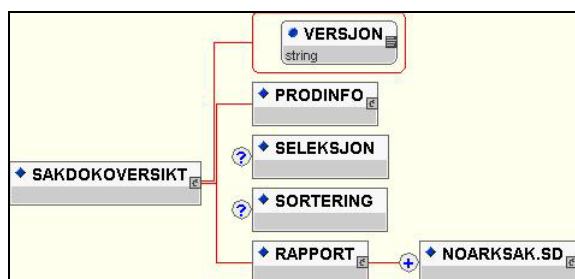 VERSJON
string
PRODINFO
? SELEKSJON
SAKDOKOVERSIKT
? SORTERING
RAPPORT + NOARKSAK.SD